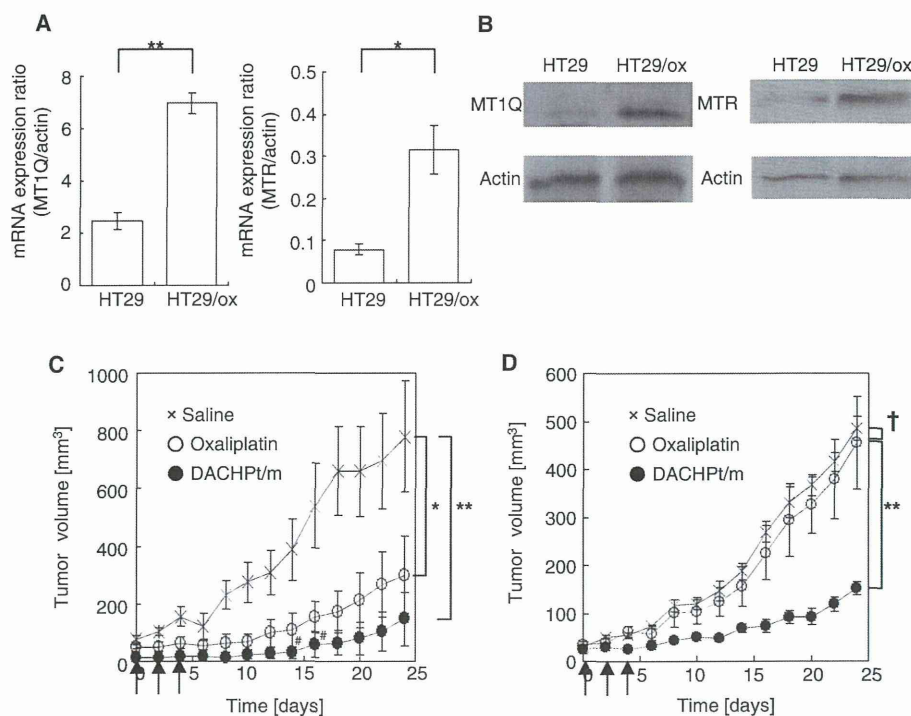 A
**
mRNA expression ratio
(MT1Q/actin)
8
6
4
2
0
HT29 HT29/ox
*
mRNA expression ratio
(MTR/actin)
0.5
0.4
0.3
0.2
0.1
0
HT29 HT29/ox
B
HT29 HT29/ox
MT1Q
Actin
HT29 HT29/ox
MTR
Actin
C
Tumor volume [mm³]
1000
800
600
400
200
0
× Saline
Oxaliplatin
DACHPt/m
* **
# #
0 5 10 15 20 25
Time [days]
D
Tumor volume [mm³]
600
500
400
300
200
100
0
× Saline
Oxaliplatin
DACHPt/m
†
**
0 5 10 15 20 25
Time [days]